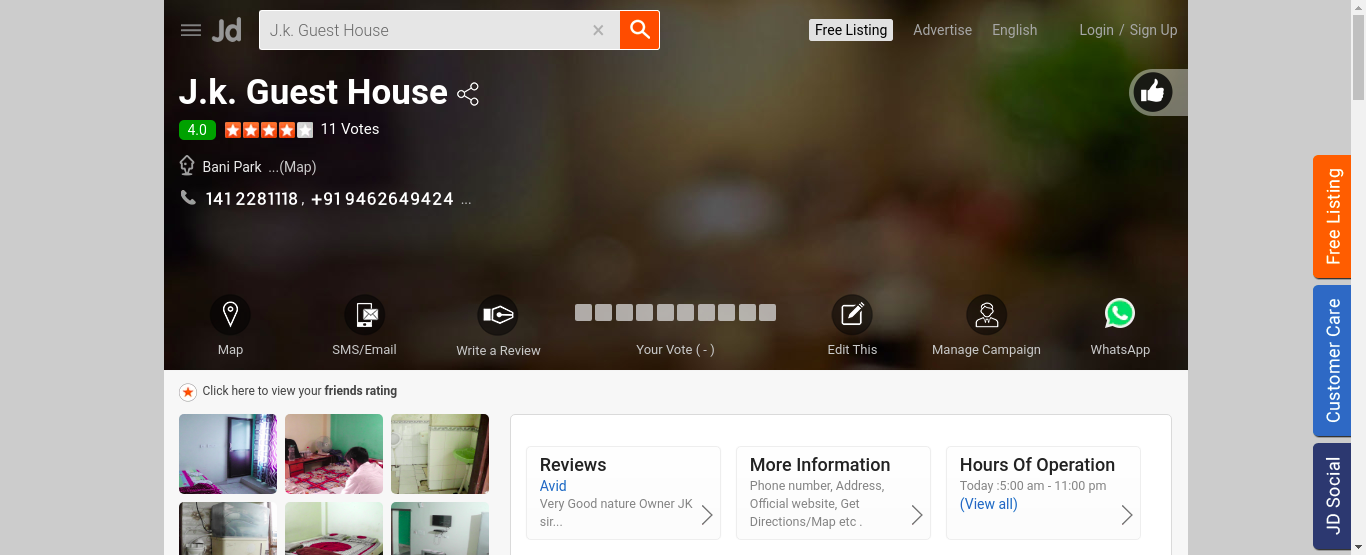 Jd
J.k. Guest House
Free Listing
Advertise
English
Login / Sign Up
J.k. Guest House
4.0 11 Votes
Bani Park ...(Map)
141 2281118 , +91 9462649424 ...
Map
SMS/Email
Write a Review
Your Vote ( - )
Edit This
Manage Campaign
WhatsApp
Click here to view your friends rating
Reviews
Avid
Very Good nature Owner JK
sir...
More Information
Phone number, Address,
Official website, Get
Directions/Map etc .
Hours Of Operation
Today :5:00 am - 11:00 pm
(View all)
Free Listing
Customer Care
JD Social